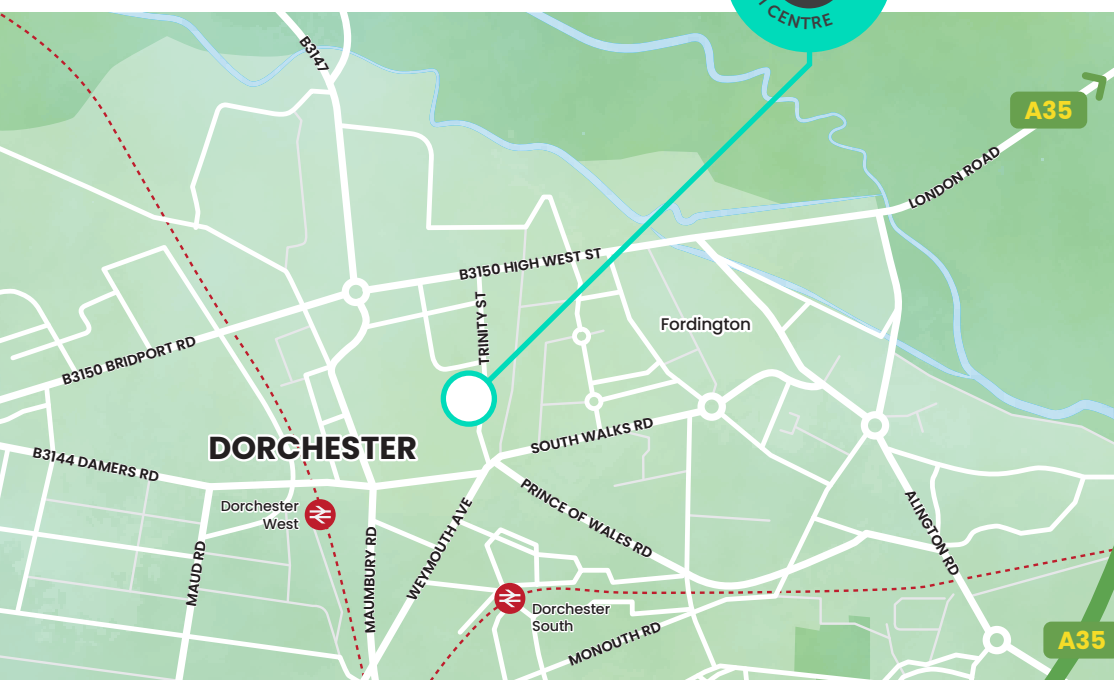 CENTRE
B3147
A35
LONDON ROAD
B3150 HIGH WEST ST
TRINITY ST
Fordington
B3150 BRIDPORT RD
DORCHESTER
SOUTH WALKS RD
B3144 DAMERS RD
Dorchester
West
PRINCE OF WALES RD
WEYMOUTH AVE
ALINGTON RD
MAUD RD
MAUMBURY RD
Dorchester
South
MONOUTH RD
A35